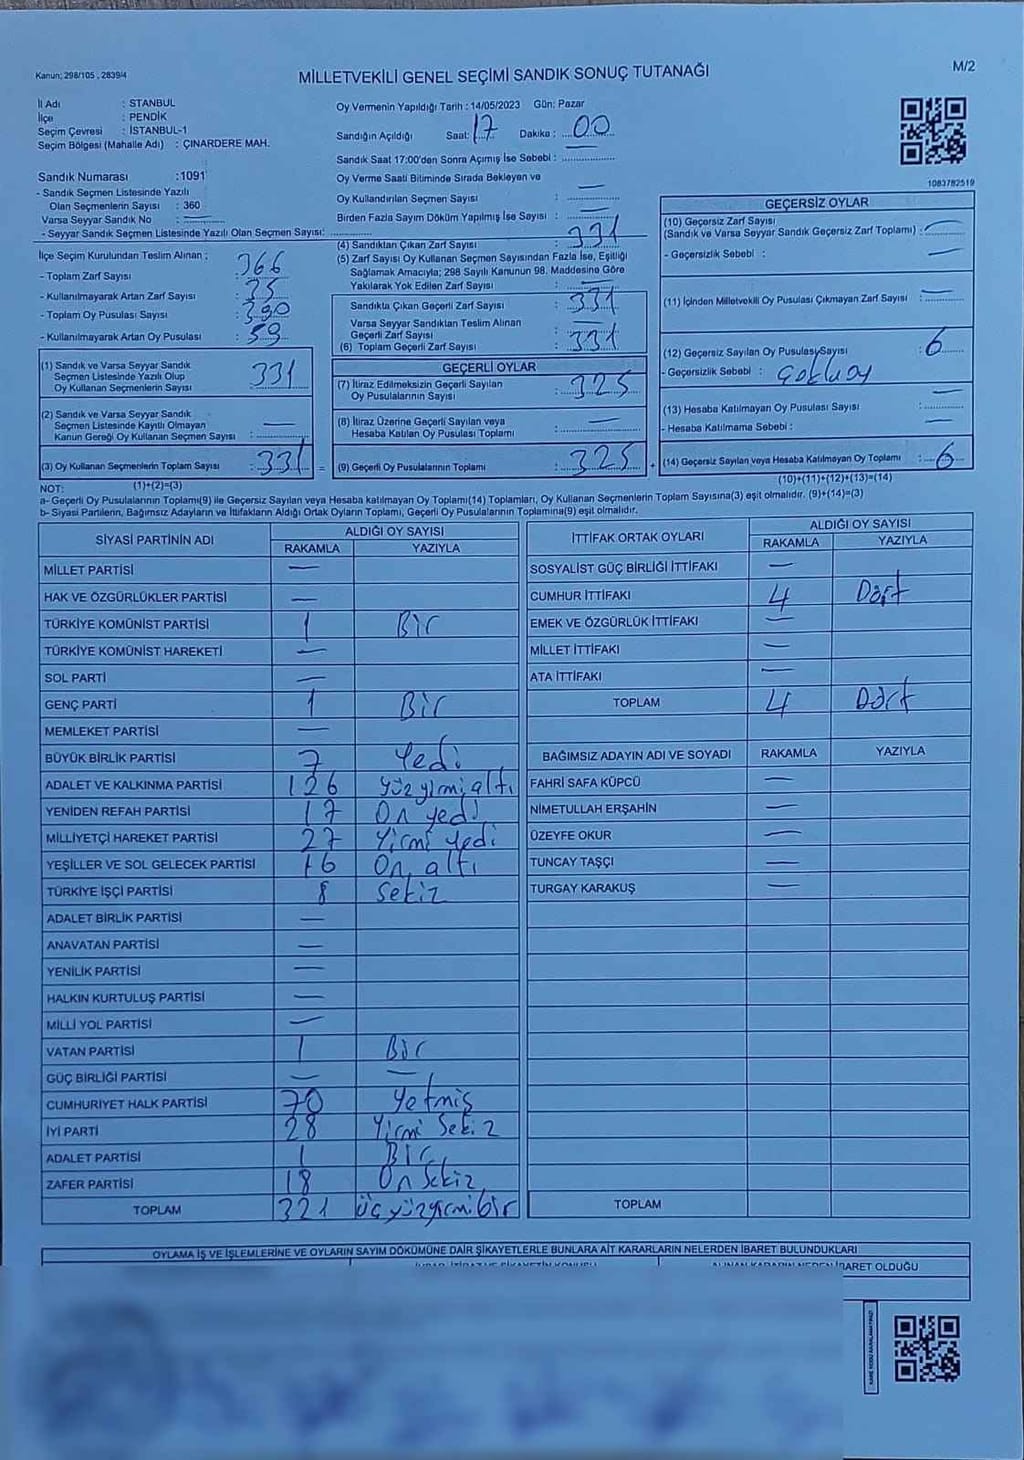 Kanun; 298/105 , 2839/4
MİLLETVEKİLİ GENEL SEÇİMİ SANDIK SONUÇ TUTANAĞI
M/2
İl Adı : STANBUL
İlçe : PENDİK
Seçim Çevresi : İSTANBUL-1
Seçim Bölgesi (Mahalle Adı) : ÇINARDERE MAH.
Oy Vermenin Yapıldığı Tarih : 14/05/2023 Gün: Pazar
Sandığın Açıldığı Saat: 17 Dakika : 00
Sandık Saat 17:00'den Sonra Açımış İse Sebebi :
Sandık Numarası :1091
- Sandık Seçmen Listesinde Yazılı
Olan Seçmenlerin Sayısı : 360
Varsa Seyyar Sandık No : —
- Seyyar Sandık Seçmen Listesinde Yazılı Olan Seçmen Sayısı:
Oy Verme Saati Bitiminde Sırada Bekleyen ve
Oy Kullandırılan Seçmen Sayısı : —
Birden Fazla Sayım Döküm Yapılmış İse Sayısı : —
1083782519
İlçe Seçim Kurulundan Teslim Alınan ;
- Toplam Zarf Sayısı : 366
- Kullanılmayarak Artan Zarf Sayısı : 35
- Toplam Oy Pusulası Sayısı : 390
- Kullanılmayarak Artan Oy Pusulası : 59
(1) Sandık ve Varsa Seyyar Sandık
Seçmen Listesinde Yazılı Olup
Oy Kullanan Seçmenlerin Sayısı 331
(2) Sandık ve Varsa Seyyar Sandık
Seçmen Listesinde Kayıtlı Olmayan
Kanun Gereği Oy Kullanan Seçmen Sayısı : —
(3) Oy Kullanan Seçmenlerin Toplam Sayısı : 331 =
(1)+(2)=(3)
(4) Sandıktan Çıkan Zarf Sayısı : 331
(5) Zarf Sayısı Oy Kullanan Seçmen Sayısından Fazla İse, Eşitliği
Sağlamak Amacıyla; 298 Sayılı Kanunun 98. Maddesine Göre
Yakılarak Yok Edilen Zarf Sayısı : —
Sandıkta Çıkan Geçerli Zarf Sayısı : 331
Varsa Seyyar Sandıktan Teslim Alınan
Geçerli Zarf Sayısı : —
(6) Toplam Geçerli Zarf Sayısı : 331
GEÇERLİ OYLAR
(7) İtiraz Edilmeksizin Geçerli Sayılan
Oy Pusulalarının Sayısı : 325
(8) İtiraz Üzerine Geçerli Sayılan veya
Hesaba Katılan Oy Pusulası Toplamı : —
(9) Geçerli Oy Pusulalarının Toplamı : 325 +
GEÇERSİZ OYLAR
(10) Geçersiz Zarf Sayısı
(Sandık ve Varsa Seyyar Sandık Geçersiz Zarf Toplamı) : —
- Geçersizlik Sebebi : —
(11) İçinden Milletvekili Oy Pusulası Çıkmayan Zarf Sayısı : —
(12) Geçersiz Sayılan Oy Pusulası Sayısı : 6
- Geçersizlik Sebebi :
(13) Hesaba Katılmayan Oy Pusulası Sayısı : —
- Hesaba Katılmama Sebebi : —
(14) Geçersiz Sayılan veya Hesaba Katılmayan Oy Toplamı : 6
(10)+(11)+(12)+(13)=(14)
NOT:
a- Geçerli Oy Pusulalarının Toplamı(9) ile Geçersiz Sayılan veya Hesaba katılmayan Oy Toplamı(14) Toplamları, Oy Kullanan Seçmenlerin Toplam Sayısına(3) eşit olmalıdır. (9)+(14)=(3)
b- Siyasi Partilerin, Bağımsız Adayların ve İttifakların Aldığı Ortak Oyların Toplamı, Geçerli Oy Pusulalarının Toplamına(9) eşit olmalıdır.
SİYASİ PARTİNİN ADI ALDIĞI OY SAYISI
RAKAMLA YAZIYLA
MİLLET PARTİSİ —
HAK VE ÖZGÜRLÜKLER PARTİSİ —
TÜRKİYE KOMÜNİST PARTİSİ 1 Bir
TÜRKİYE KOMÜNİST HAREKETİ —
SOL PARTİ —
GENÇ PARTİ 1 Bir
MEMLEKET PARTİSİ —
BÜYÜK BİRLİK PARTİSİ 7 Yedi
ADALET VE KALKINMA PARTİSİ 126 yüz yirmi altı
YENİDEN REFAH PARTİSİ 17 On yedi
MİLLİYETÇİ HAREKET PARTİSİ 27 Yirmi yedi
YEŞİLLER VE SOL GELECEK PARTİSİ 16 On altı
TÜRKİYE İŞÇİ PARTİSİ 8 Sekiz
ADALET BİRLİK PARTİSİ —
ANAVATAN PARTİSİ —
YENİLİK PARTİSİ —
HALKIN KURTULUŞ PARTİSİ —
MİLLİ YOL PARTİSİ —
VATAN PARTİSİ 1 Bir
GÜÇ BİRLİĞİ PARTİSİ — —
CUMHURİYET HALK PARTİSİ 70 Yetmiş
İYİ PARTİ 28 Yirmi Sekiz
ADALET PARTİSİ 1 Bir
ZAFER PARTİSİ 18 On Sekiz
TOPLAM 321 üç yüz yirmi bir
İTTİFAK ORTAK OYLARI ALDIĞI OY SAYISI
RAKAMLA YAZIYLA
SOSYALİST GÜÇ BİRLİĞİ İTTİFAKI —
CUMHUR İTTİFAKI 4 Dört
EMEK VE ÖZGÜRLÜK İTTİFAKI —
MİLLET İTTİFAKI —
ATA İTTİFAKI —
TOPLAM 4 Dört
BAĞIMSIZ ADAYIN ADI VE SOYADI RAKAMLA YAZIYLA
FAHRİ SAFA KÜPCÜ —
NİMETULLAH ERŞAHİN —
ÜZEYFE OKUR —
TUNCAY TAŞÇI —
TURGAY KARAKUŞ —
TOPLAM
OYLAMA İŞ VE İŞLEMLERİNE VE OYLARIN SAYIM DÖKÜMÜNE DAİR ŞİKAYETLERLE BUNLARA AİT KARARLARIN NELERDEN İBARET BULUNDUKLARI
İBARET OLDUĞU